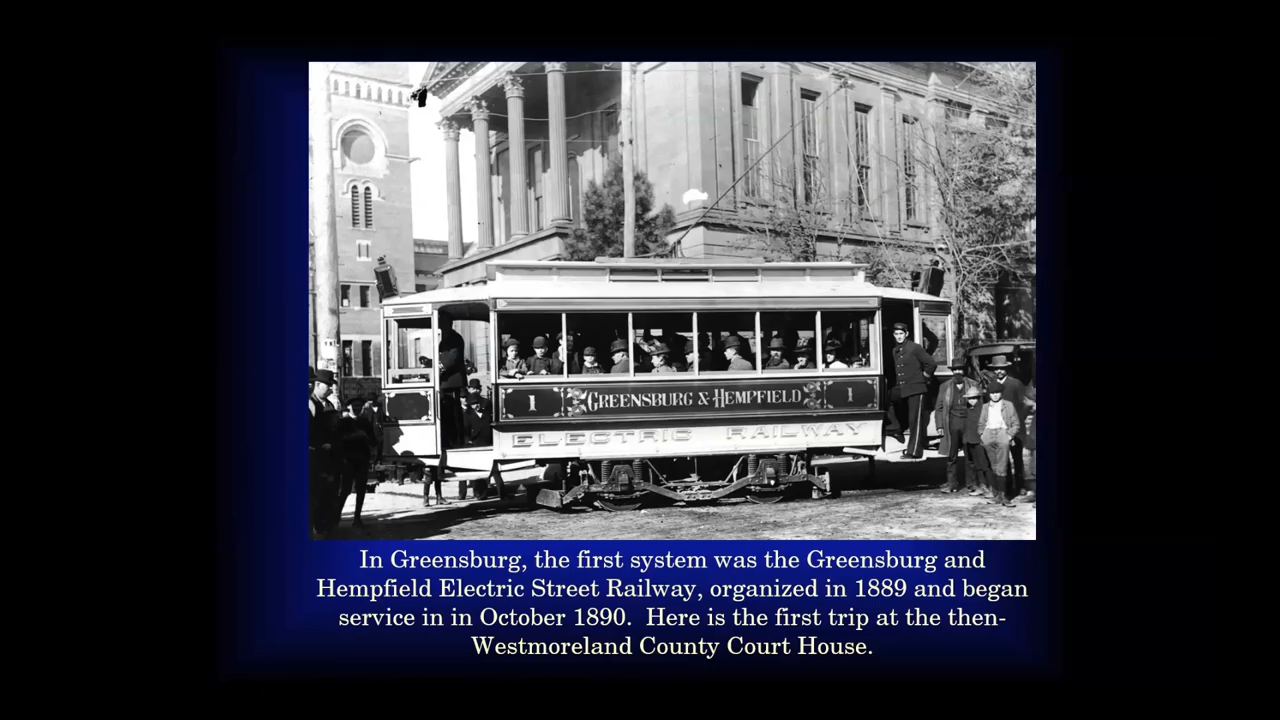 1 GREENSBURG & HEMPFIELD 1
ELECTRIC RAILWAY
In Greensburg, the first system was the Greensburg and
Hempfield Electric Street Railway, organized in 1889 and began
service in in October 1890.  Here is the first trip at the then-
Westmoreland County Court House.